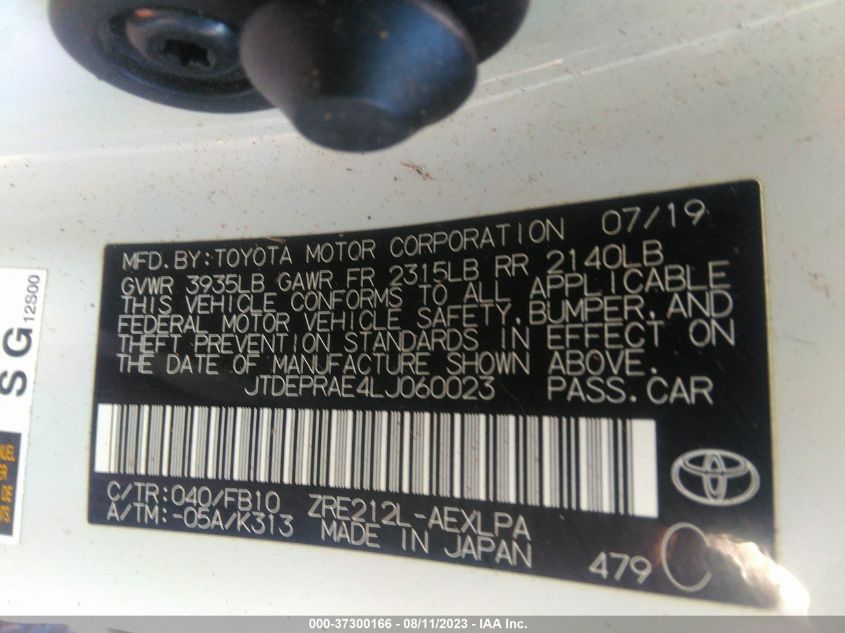 MFD. BY: TOYOTA MOTOR CORPORATION 07/19
GVWR 3935LB GAWR FR 2315LB RR 2140LB
THIS VEHICLE CONFORMS TO ALL APPLICABLE
FEDERAL MOTOR VEHICLE SAFETY, BUMPER, AND
THEFT PREVENTION STANDARDS IN EFFECT ON
THE DATE OF MANUFACTURE SHOWN ABOVE.
JTDEPRAE4LJ060023 PASS. CAR
C/TR: 040/FB10 ZRE212L-AEXLPA
A/TM: -05A/K313 MADE IN JAPAN
479 C
SG
12S00
DE
000-37300166 - 08/11/2023 - IAA Inc.